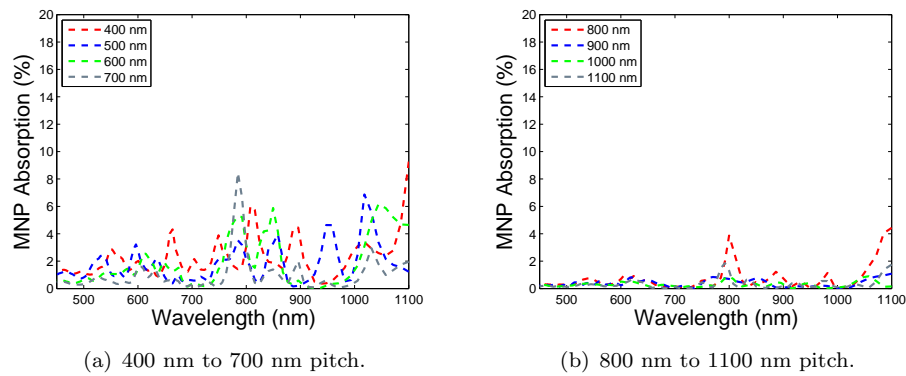 20
18
16
14
12
10
8
6
4
2
0
MNP Absorption (%)
400 nm
500 nm
600 nm
700 nm
500 600 700 800 900 1000 1100
Wavelength (nm)
(a) 400 nm to 700 nm pitch.
20
18
16
14
12
10
8
6
4
2
0
MNP Absorption (%)
800 nm
900 nm
1000 nm
1100 nm
500 600 700 800 900 1000 1100
Wavelength (nm)
(b) 800 nm to 1100 nm pitch.